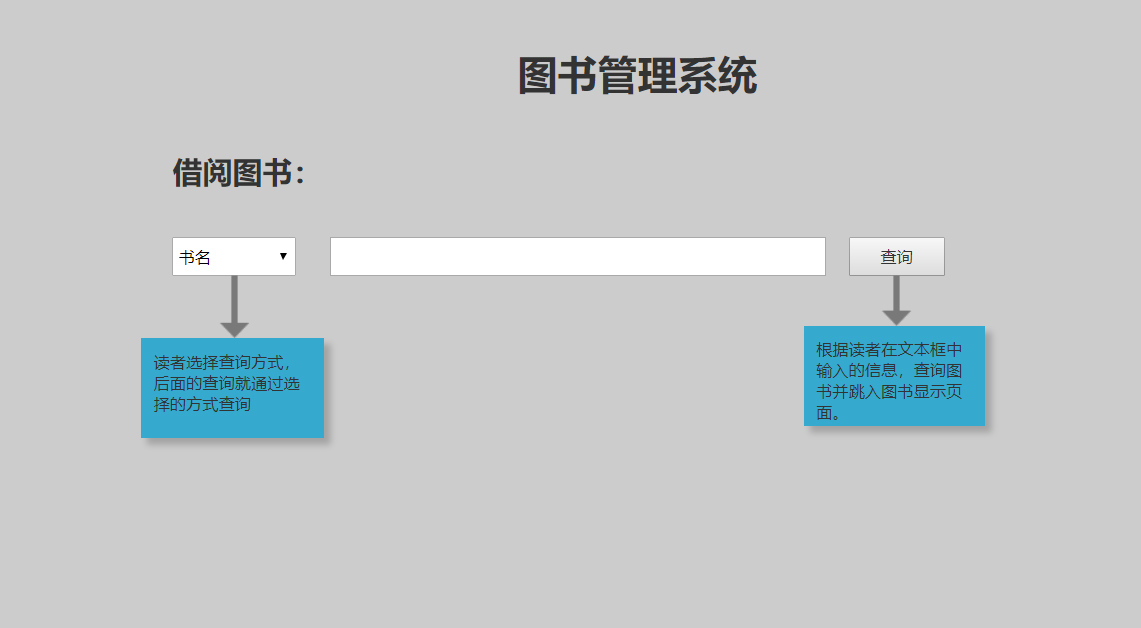 图书管理系统
借阅图书：
书名
查询
读者选择查询方式，
后面的查询就通过选
择的方式查询
根据读者在文本框中
输入的信息，查询图
书并跳入图书显示页
面。